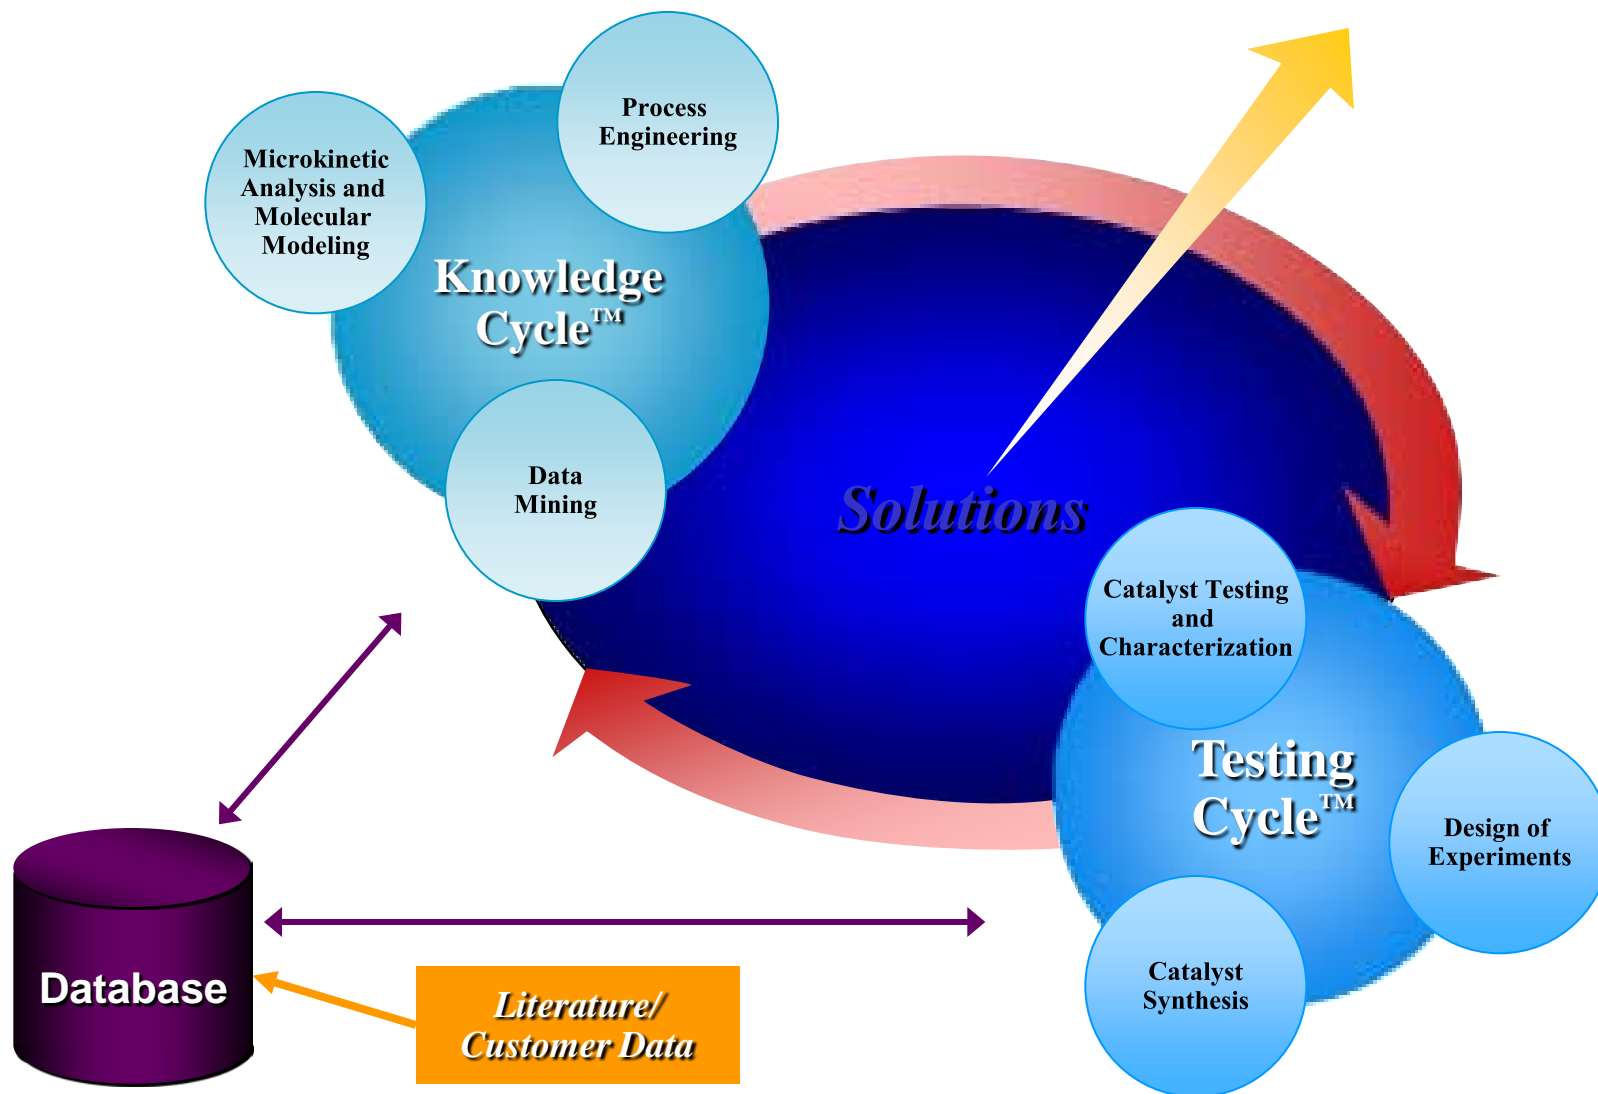 Process
Engineering
Microkinetic
Analysis and
Molecular
Modeling
Knowledge
Cycle™
Data
Mining
Solutions
Catalyst Testing
and
Characterization
Testing
Cycle™
Design of
Experiments
Catalyst
Synthesis
Database
Literature/
Customer Data